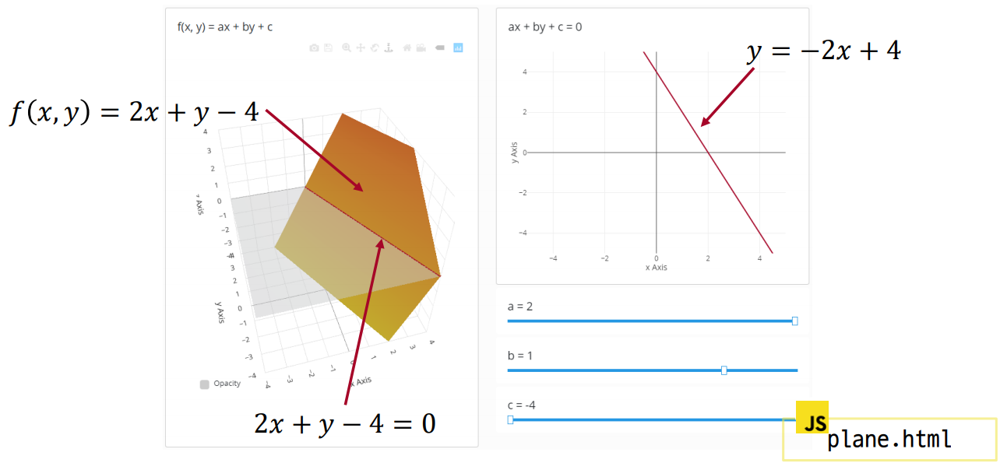 f(x, y) = ax + by + c
f(x, y) = 2x + y − 4
4
3
2
1
0
−1
−2
−3
−4
z Axis
4
3
2
1
0
−1
−2
−3
−4
y Axis
−4
−3
−2
−1
0
1
2
3
4
x Axis
Opacity
2x + y − 4 = 0
ax + by + c = 0
y = −2x + 4
4
2
0
−2
−4
y Axis
−4
−2
0
2
4
x Axis
a = 2
b = 1
c = -4
JS
plane.html